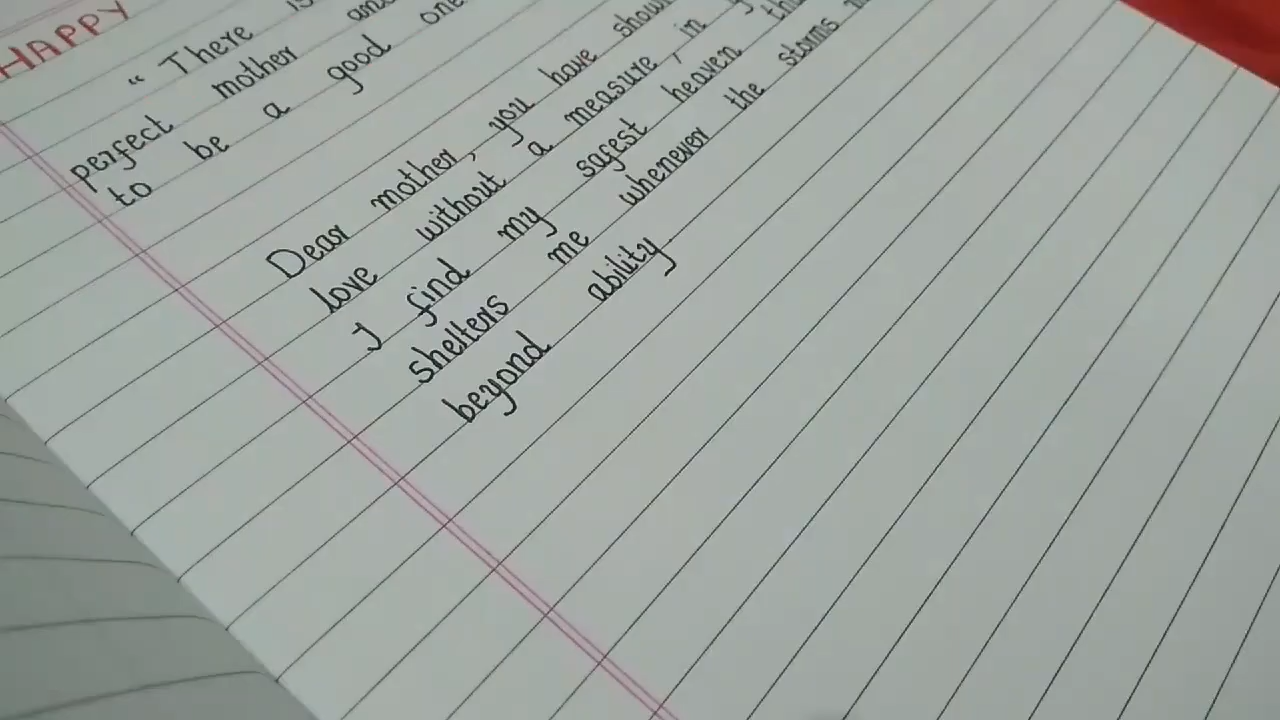 HAPPY
“ There is
perfect mother and
to be a good one
Dear mother, you have shown
love without a measure, in
I find my safest heaven
shelters me whenever the storms
beyond ability